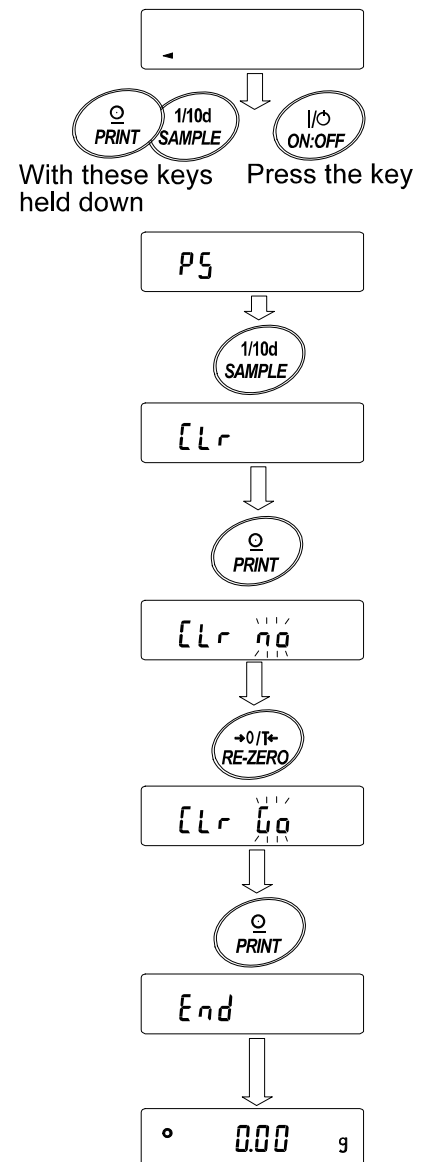 PRINT
1/10d
SAMPLE
ON:OFF
With these keys
held down
Press the key
PS
1/10d
SAMPLE
CLr
PRINT
CLr no
→0/T←
RE-ZERO
CLr Go
PRINT
End
0.00 g